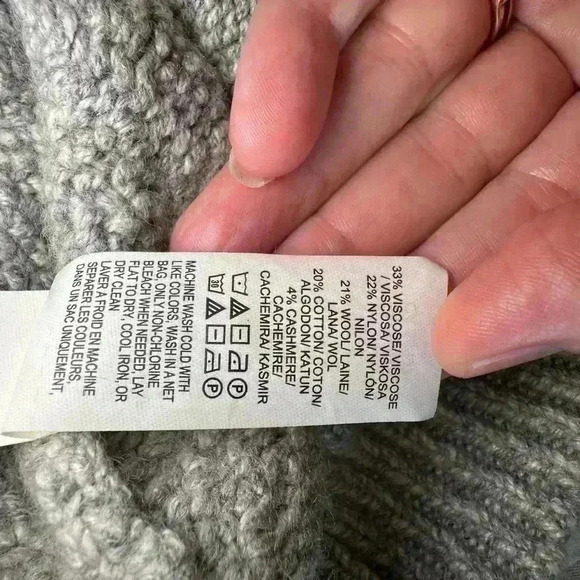 33% VISCOSE/ VISCOSE
/ VISCOSA/ VISKOSA
22% NYLON/ NYLÓN/
NILON
21% WOOL/ LAINE/
LANA/ WOL
20% COTTON/ COTON/
ALGODON/ KATUN
4% CASHMERE/
CACHEMIRE/
CACHEMIRA/ KASMIR
30
P
P
MACHINE WASH COLD WITH
LIKE COLORS, WASH IN A NET
BAG, ONLY NON-CHLORINE
BLEACH WHEN NEEDED, LAY
FLAT TO DRY, COOL IRON, OR
DRY CLEAN
LAVER A FROID EN MACHINE
SEPARER LES COULEURS,
DANS UN SAC UNIQUEMENT,